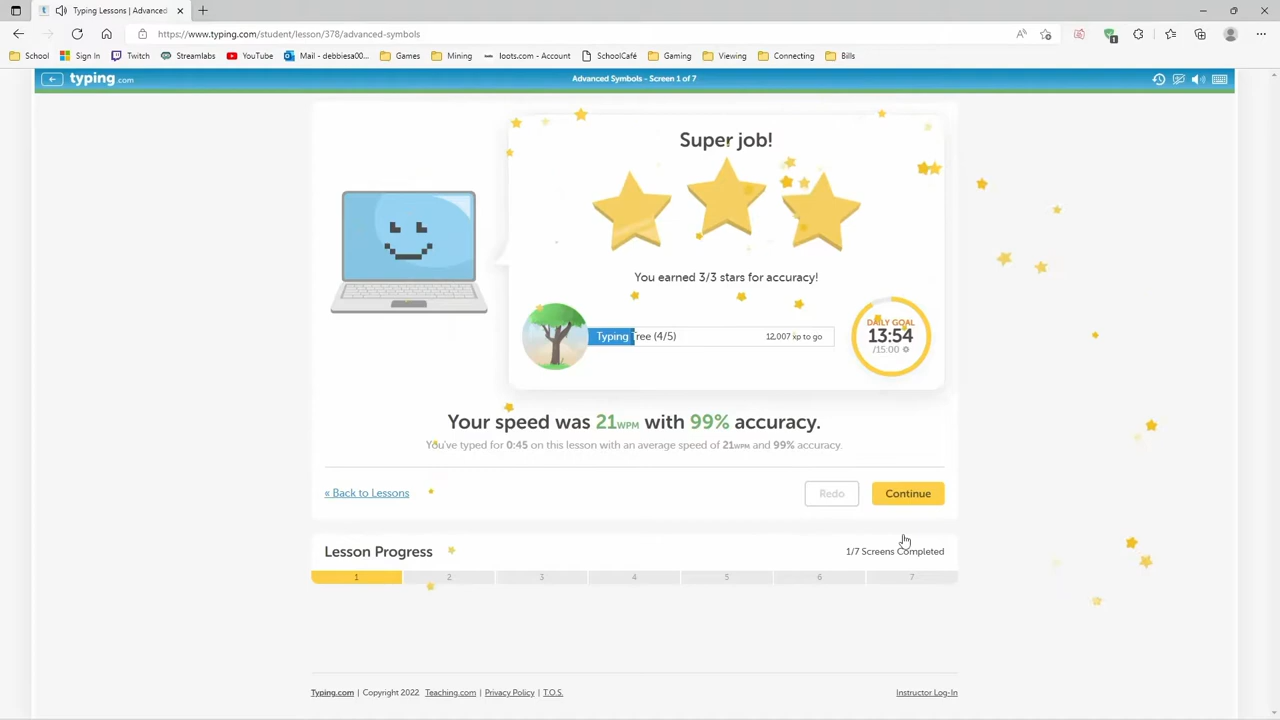 Typing Lessons | Advanced
https://www.typing.com/student/lesson/378/advanced-symbols
School Sign In Twitch Streamlabs YouTube Mail - debbiesa00... Games Mining loots.com - Account SchoolCafé Gaming Viewing Connecting Bills
typing.com
Advanced Symbols - Screen 1 of 7
Super job!
You earned 3/3 stars for accuracy!
Typing Tree (4/5)
12,007 xp to go
DAILY GOAL
13:54
/15:00
Your speed was 21WPM with 99% accuracy.
You've typed for 0:45 on this lesson with an average speed of 21WPM and 99% accuracy.
« Back to Lessons
Redo
Continue
Lesson Progress
1/7 Screens Completed
1 2 3 4 5 6 7
Typing.com | Copyright 2022 Teaching.com | Privacy Policy | T.O.S.
Instructor Log-In